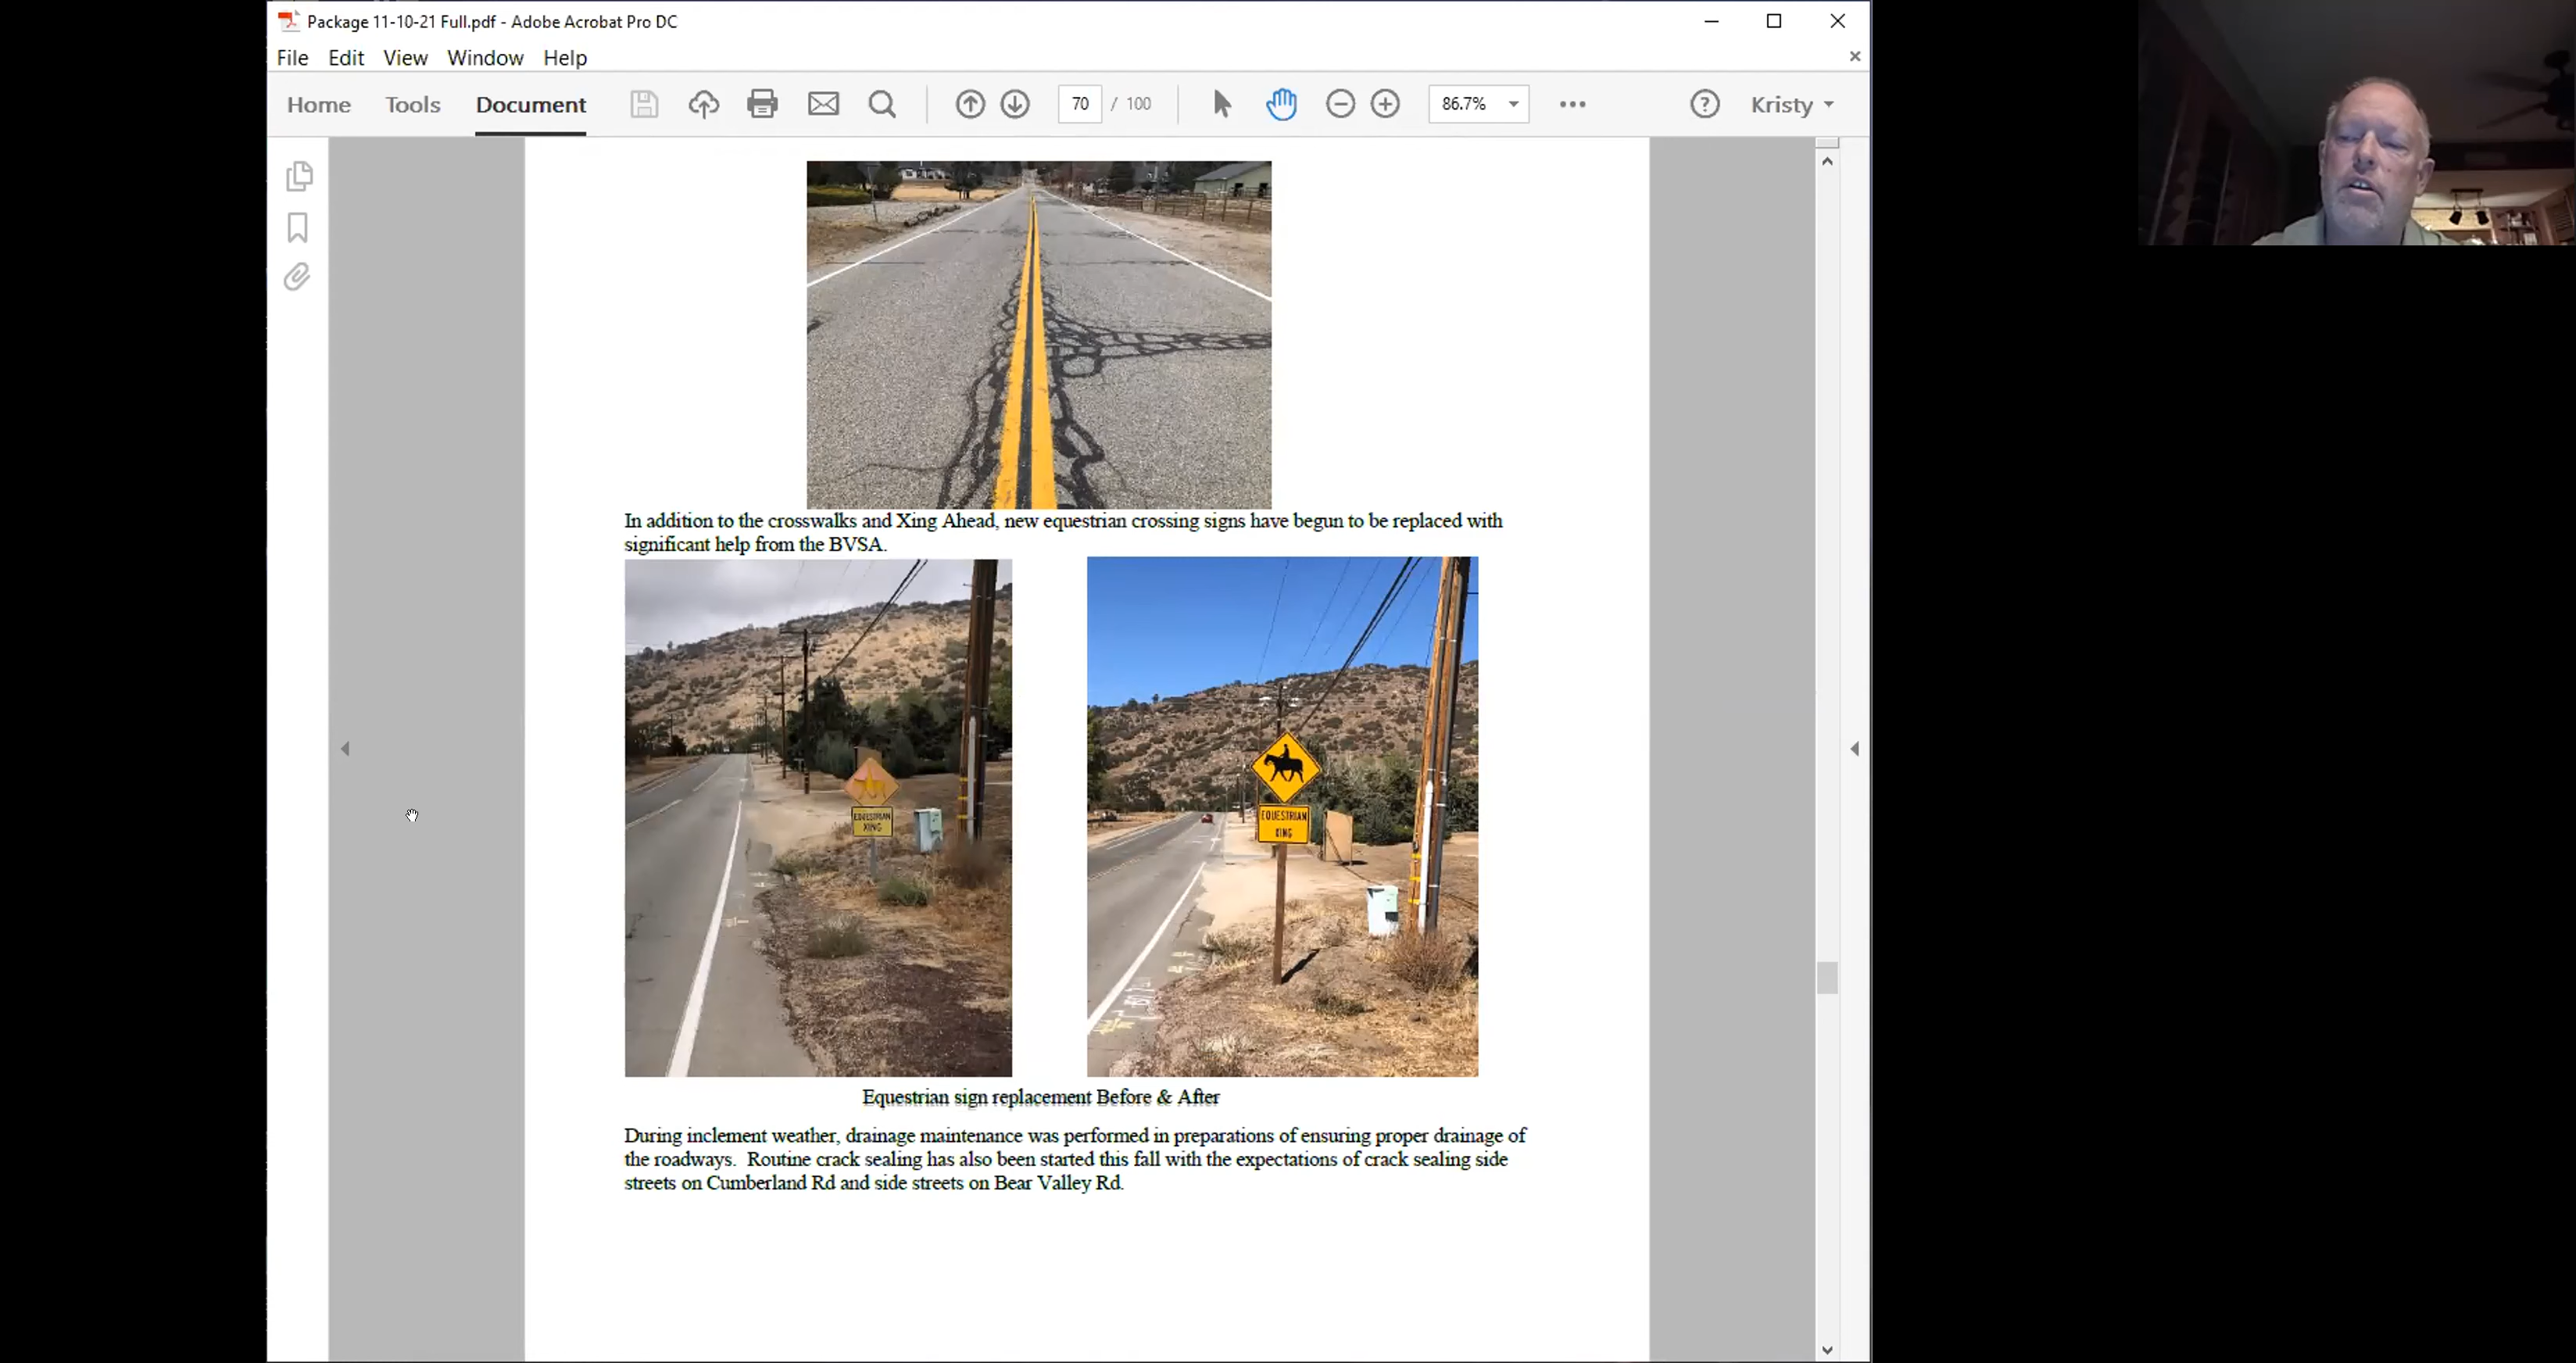 Package 11-10-21 Full.pdf - Adobe Acrobat Pro DC
File Edit View Window Help
Home Tools Document 70 / 100 86.7% Kristy
In addition to the crosswalks and Xing Ahead, new equestrian crossing signs have begun to be replaced with
significant help from the BVSA.
EQUESTRIAN
XING
EQUESTRIAN
XING
Equestrian sign replacement Before & After
During inclement weather, drainage maintenance was performed in preparations of ensuring proper drainage of
the roadways. Routine crack sealing has also been started this fall with the expectations of crack sealing side
streets on Cumberland Rd and side streets on Bear Valley Rd.